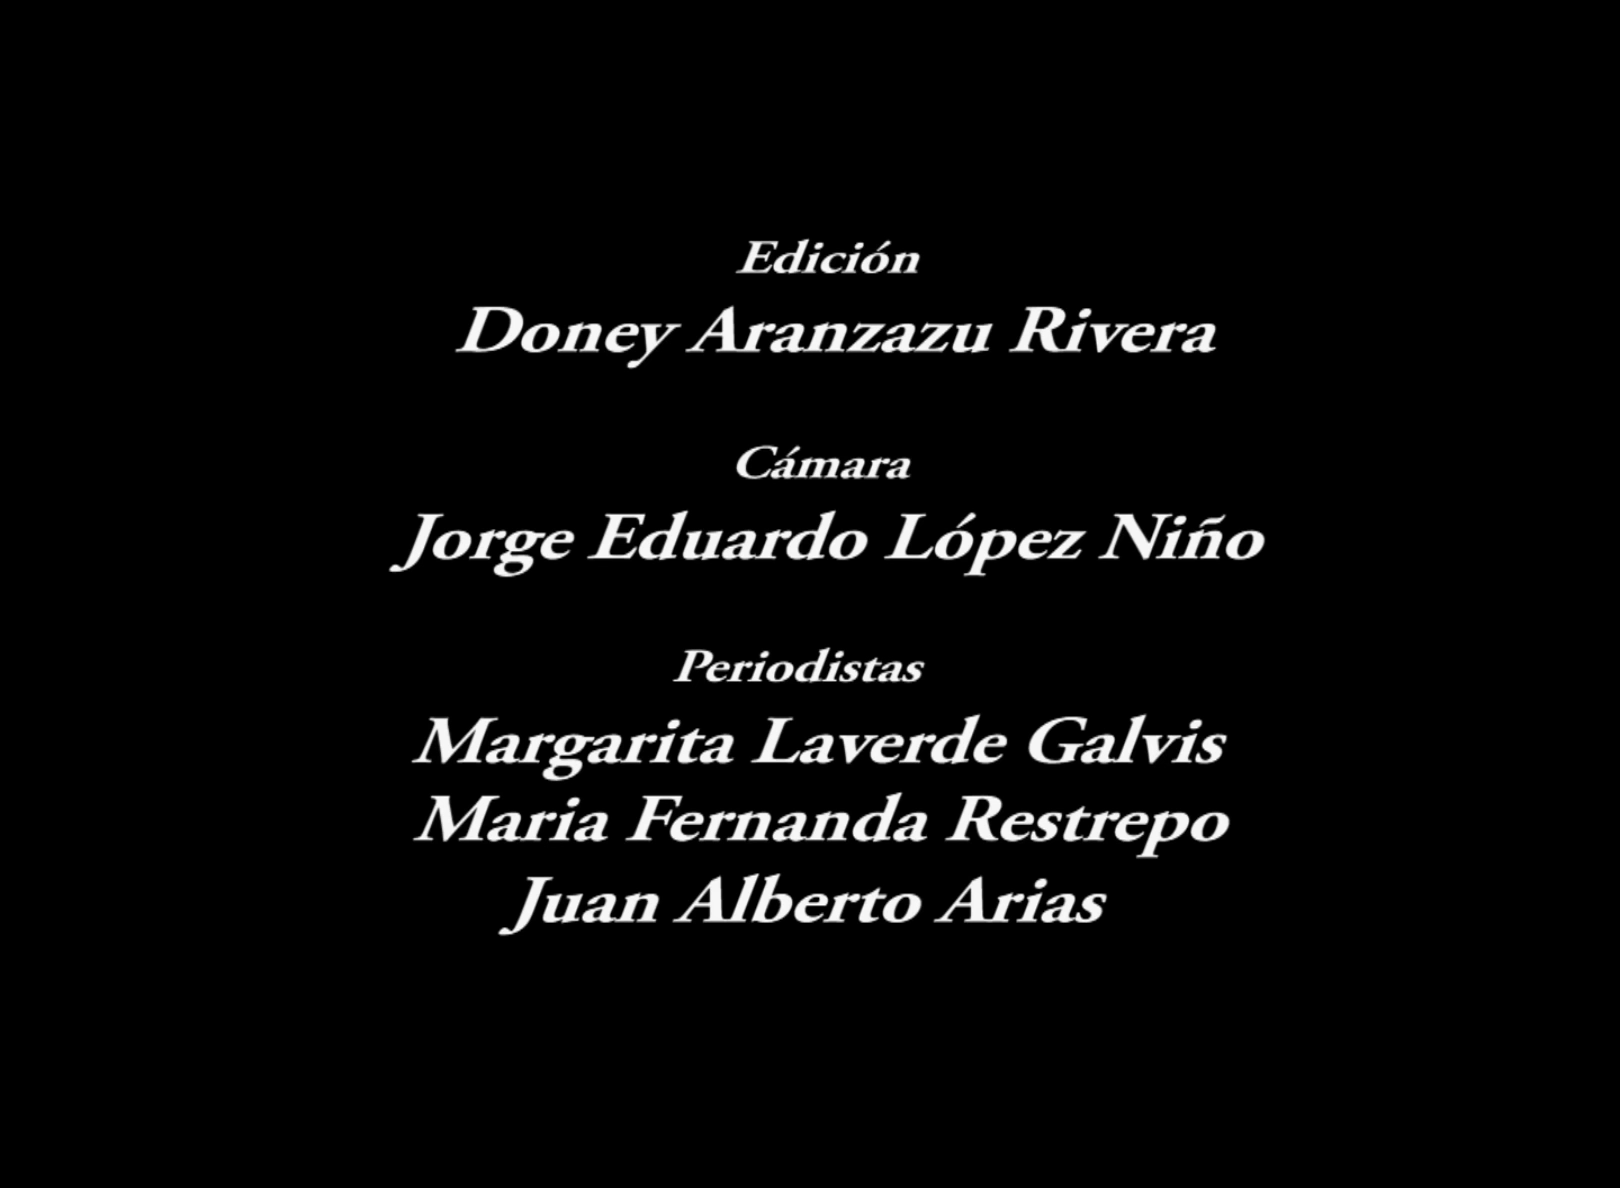 Edición
Doney Aranzazu Rivera
Cámara
Jorge Eduardo López Niño
Periodistas
Margarita Laverde Galvis
Maria Fernanda Restrepo
Juan Alberto Arias